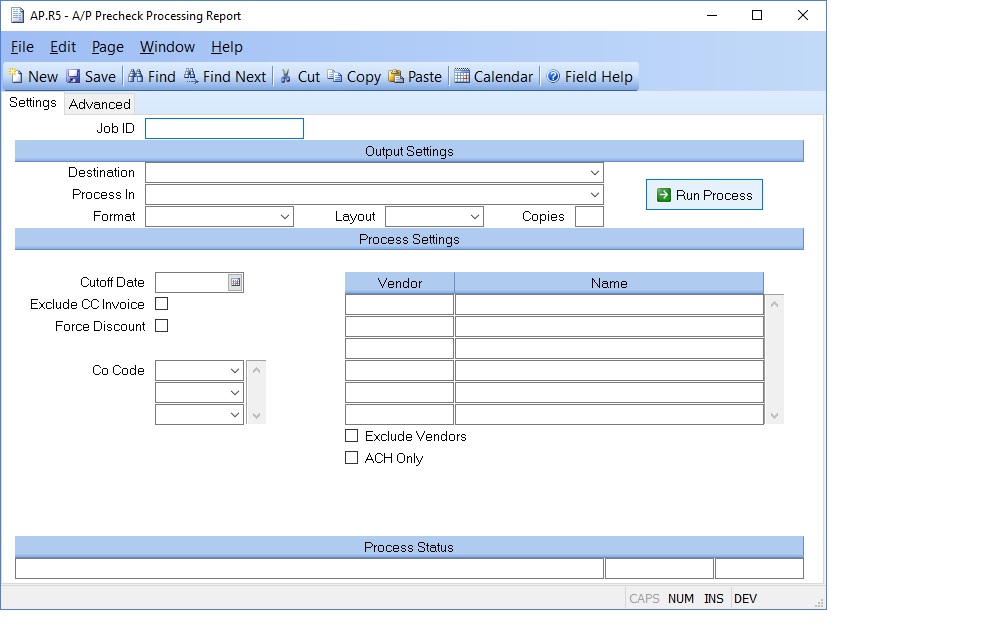 AP.R5 - A/P Precheck Processing Report
File Edit Page Window Help
New Save Find Find Next Cut Copy Paste Calendar Field Help
Settings Advanced
Job ID
Output Settings
Destination
Process In
Run Process
Format Layout Copies
Process Settings
Cutoff Date
Vendor Name
Exclude CC Invoice
Force Discount
Co Code
Exclude Vendors
ACH Only
Process Status
CAPS NUM INS DEV